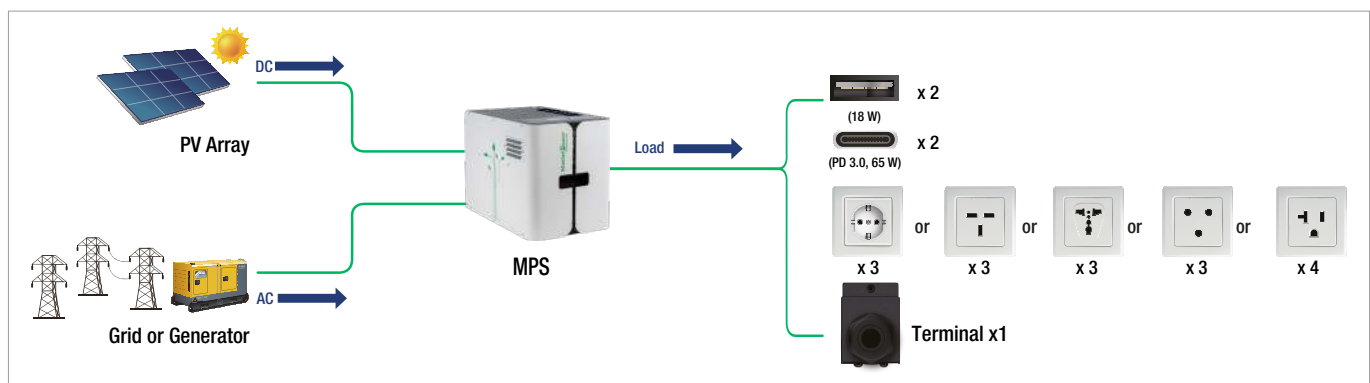 DC
PV Array
Grid or Generator
AC
MPS
Load
x 2
(18 W)
x 2
(PD 3.0, 65 W)
or
or
or
or
x 3
x 3
x 3
x 3
x 4
Terminal x1